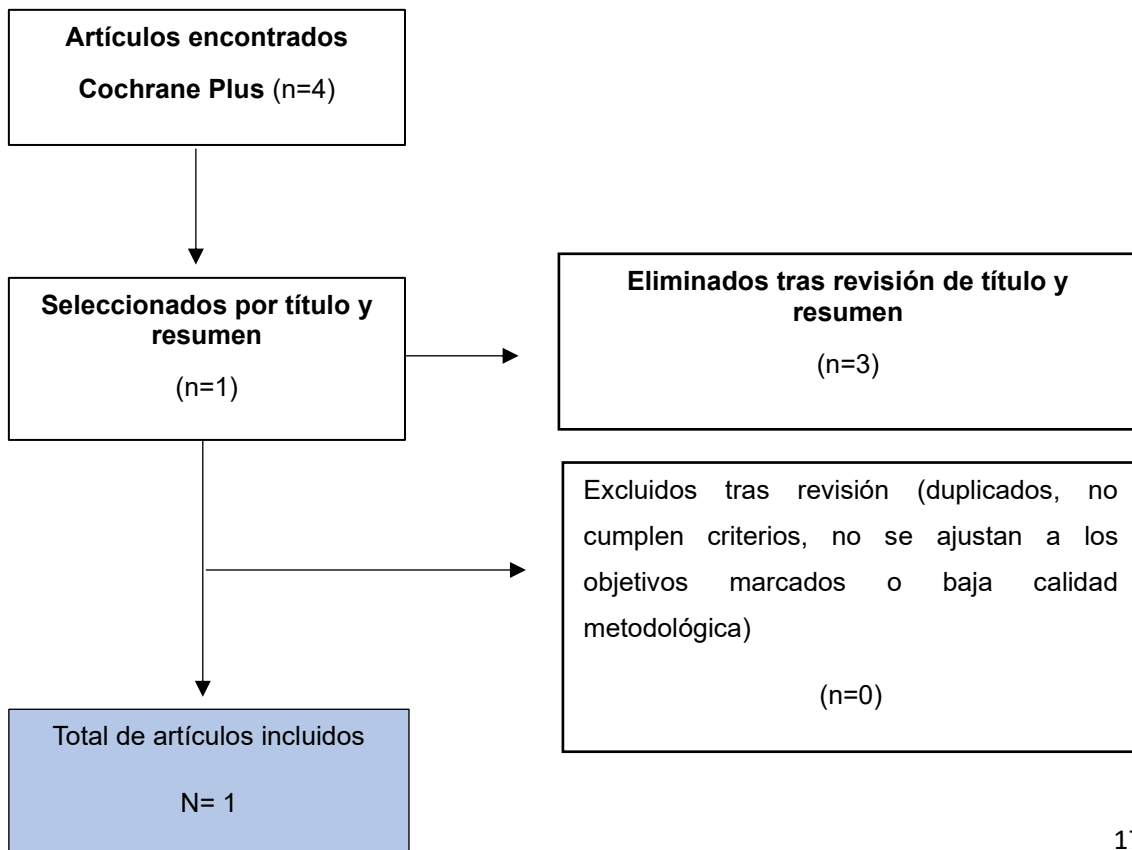 Artículos encontrados
Cochrane Plus (n=4)
Seleccionados por título y
resumen
(n=1)
Eliminados tras revisión de título y
resumen
(n=3)
Excluidos tras revisión (duplicados, no
cumplen criterios, no se ajustan a los
objetivos marcados o baja calidad
metodológica)
(n=0)
Total de artículos incluidos
N= 1
17